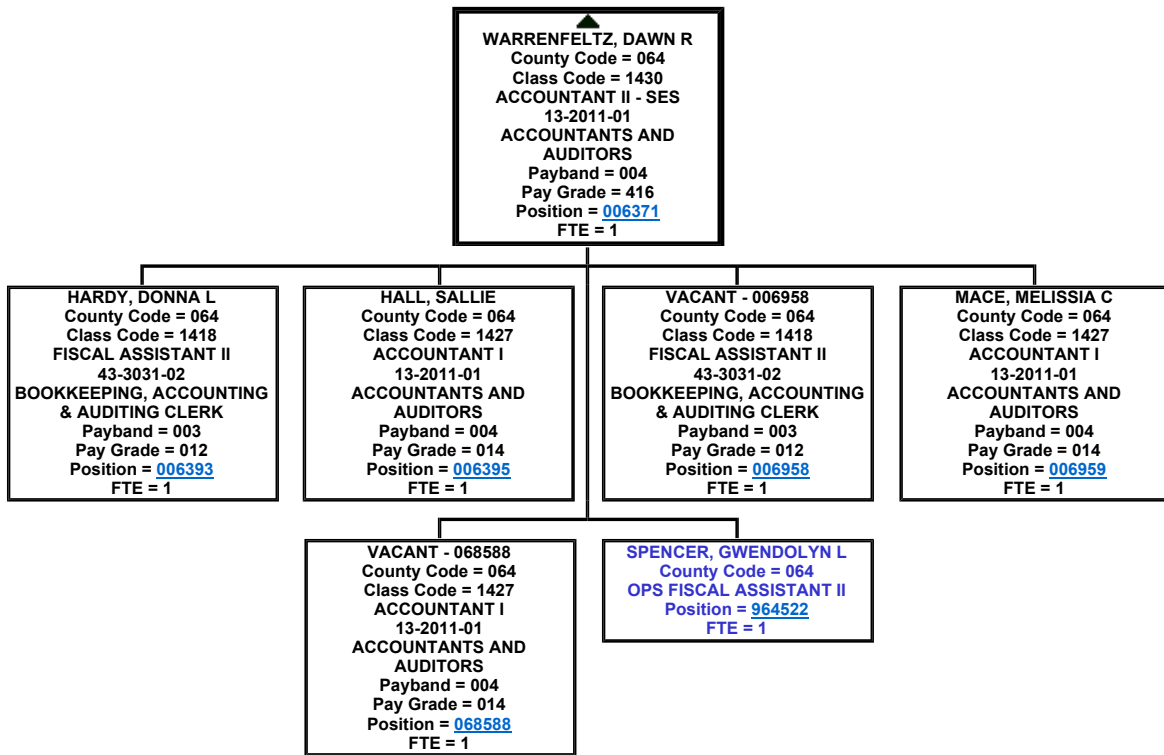 WARRENFELTZ, DAWN R
County Code = 064
Class Code = 1430
ACCOUNTANT II - SES
13-2011-01
ACCOUNTANTS AND
AUDITORS
Payband = 004
Pay Grade = 416
Position = 006371
FTE = 1
HARDY, DONNA L
County Code = 064
Class Code = 1418
FISCAL ASSISTANT II
43-3031-02
BOOKKEEPING, ACCOUNTING
& AUDITING CLERK
Payband = 003
Pay Grade = 012
Position = 006393
FTE = 1
HALL, SALLIE
County Code = 064
Class Code = 1427
ACCOUNTANT I
13-2011-01
ACCOUNTANTS AND
AUDITORS
Payband = 004
Pay Grade = 014
Position = 006395
FTE = 1
VACANT - 006958
County Code = 064
Class Code = 1418
FISCAL ASSISTANT II
43-3031-02
BOOKKEEPING, ACCOUNTING
& AUDITING CLERK
Payband = 003
Pay Grade = 012
Position = 006958
FTE = 1
MACE, MELISSIA C
County Code = 064
Class Code = 1427
ACCOUNTANT I
13-2011-01
ACCOUNTANTS AND
AUDITORS
Payband = 004
Pay Grade = 014
Position = 006959
FTE = 1
VACANT - 068588
County Code = 064
Class Code = 1427
ACCOUNTANT I
13-2011-01
ACCOUNTANTS AND
AUDITORS
Payband = 004
Pay Grade = 014
Position = 068588
FTE = 1
SPENCER, GWENDOLYN L
County Code = 064
OPS FISCAL ASSISTANT II
Position = 964522
FTE = 1